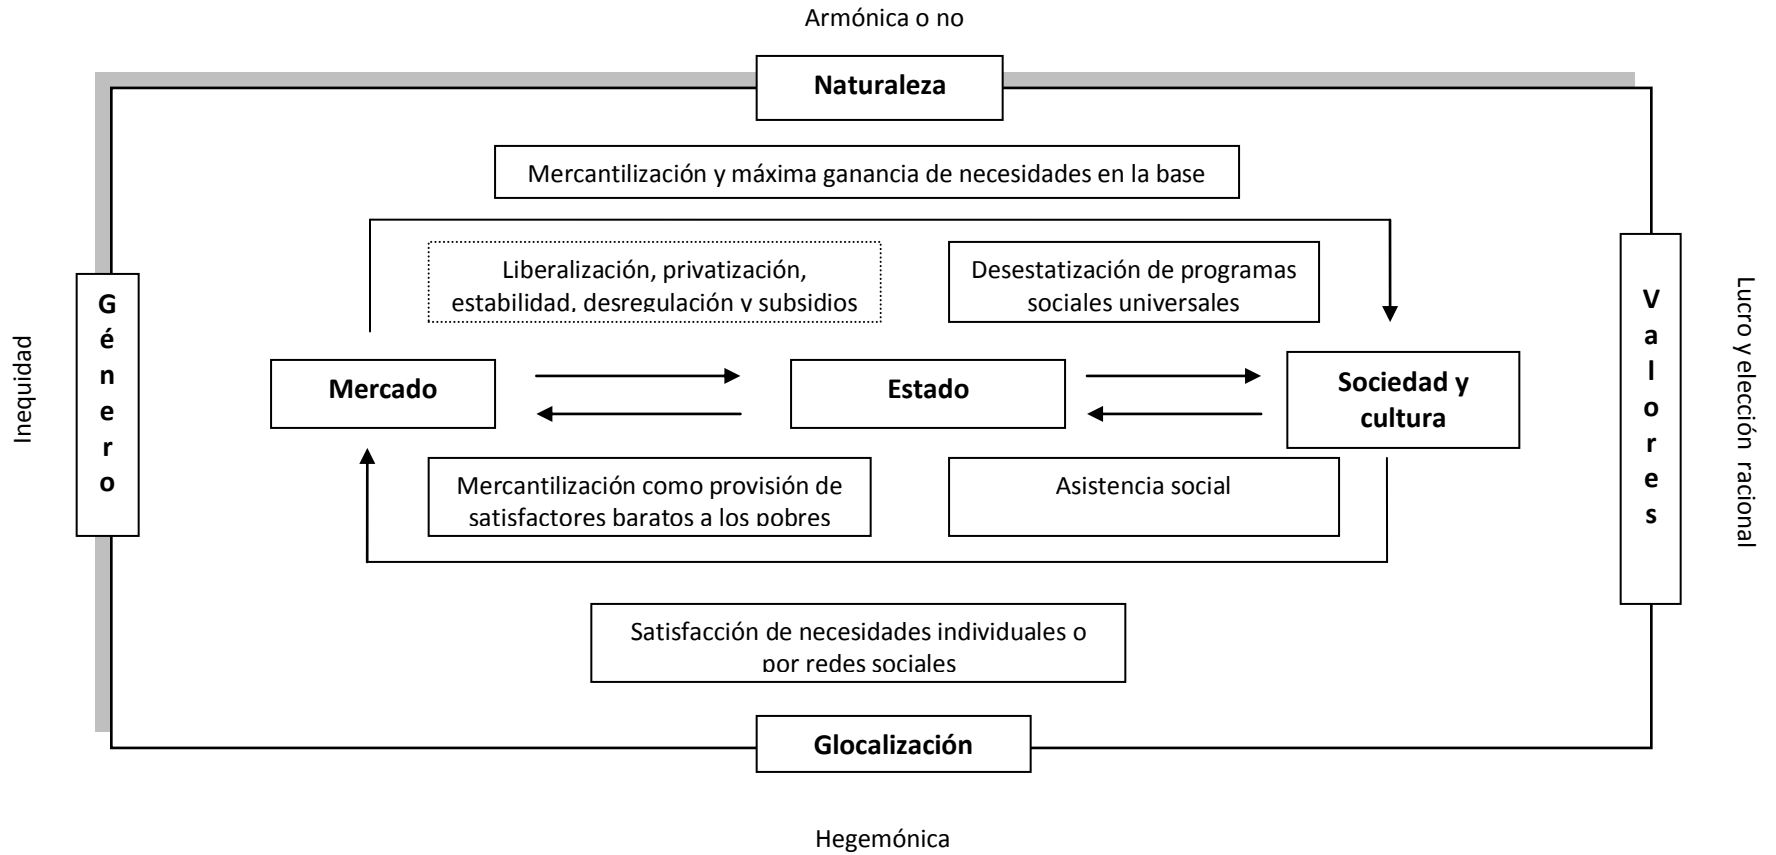 Armónica o no
Naturaleza
Mercantilización y máxima ganancia de necesidades en la base
Liberalización, privatización,
estabilidad, desregulación y subsidios
Desestatización de programas
sociales universales
Género
Inequidad
Valores
Lucro y elección racional
Mercado
Estado
Sociedad y
cultura
Mercantilización como provisión de
satisfactores baratos a los pobres
Asistencia social
Satisfacción de necesidades individuales o
por redes sociales
Glocalización
Hegemónica